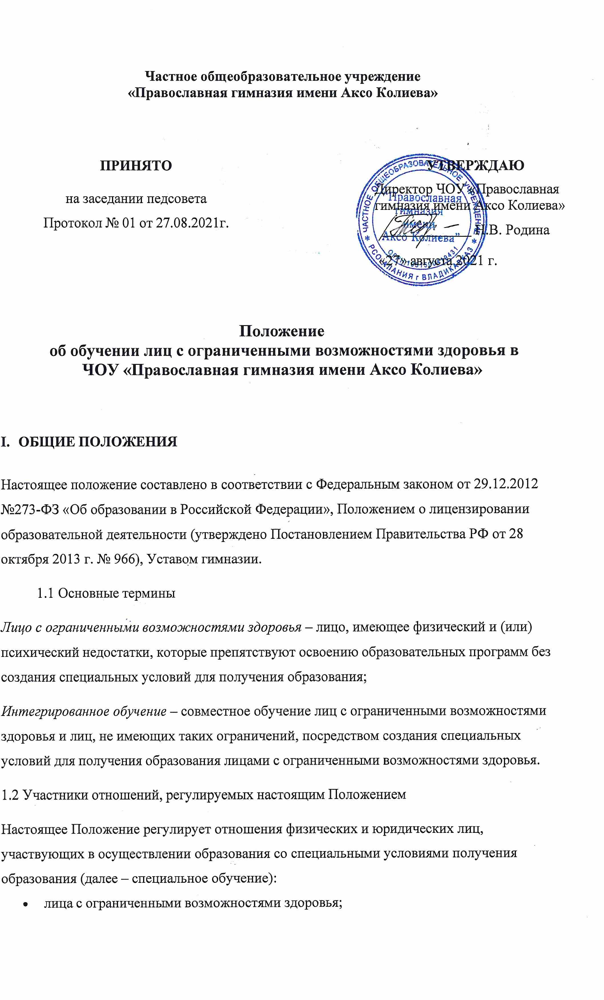 Частное общеобразовательное учреждение
«Православная гимназия имени Аксо Колиева»
ПРИНЯТО
на заседании педсовета
Протокол № 01 от 27.08.2021г.
УТВЕРЖДАЮ
Директор ЧОУ «Православная
гимназия имени Аксо Колиева»
Н.В. Родина
«27» августа 2021 г.
ЧАСТНОЕ ОБЩЕОБРАЗОВАТЕЛЬНОЕ УЧРЕЖДЕНИЕ
РСО-АЛАНИЯ г ВЛАДИКАВКАЗ
"Православная
гимназия
имени
Аксо Колиева"
Положение
об обучении лиц с ограниченными возможностями здоровья в
ЧОУ «Православная гимназия имени Аксо Колиева»
I. ОБЩИЕ ПОЛОЖЕНИЯ
Настоящее положение составлено в соответствии с Федеральным законом от 29.12.2012
№273-ФЗ «Об образовании в Российской Федерации», Положением о лицензировании
образовательной деятельности (утверждено Постановлением Правительства РФ от 28
октября 2013 г. № 966), Уставом гимназии.
1.1 Основные термины
Лицо с ограниченными возможностями здоровья – лицо, имеющее физический и (или)
психический недостатки, которые препятствуют освоению образовательных программ без
создания специальных условий для получения образования;
Интегрированное обучение – совместное обучение лиц с ограниченными возможностями
здоровья и лиц, не имеющих таких ограничений, посредством создания специальных
условий для получения образования лицами с ограниченными возможностями здоровья.
1.2 Участники отношений, регулируемых настоящим Положением
Настоящее Положение регулирует отношения физических и юридических лиц,
участвующих в осуществлении образования со специальными условиями получения
образования (далее – специальное обучение):
• лица с ограниченными возможностями здоровья;